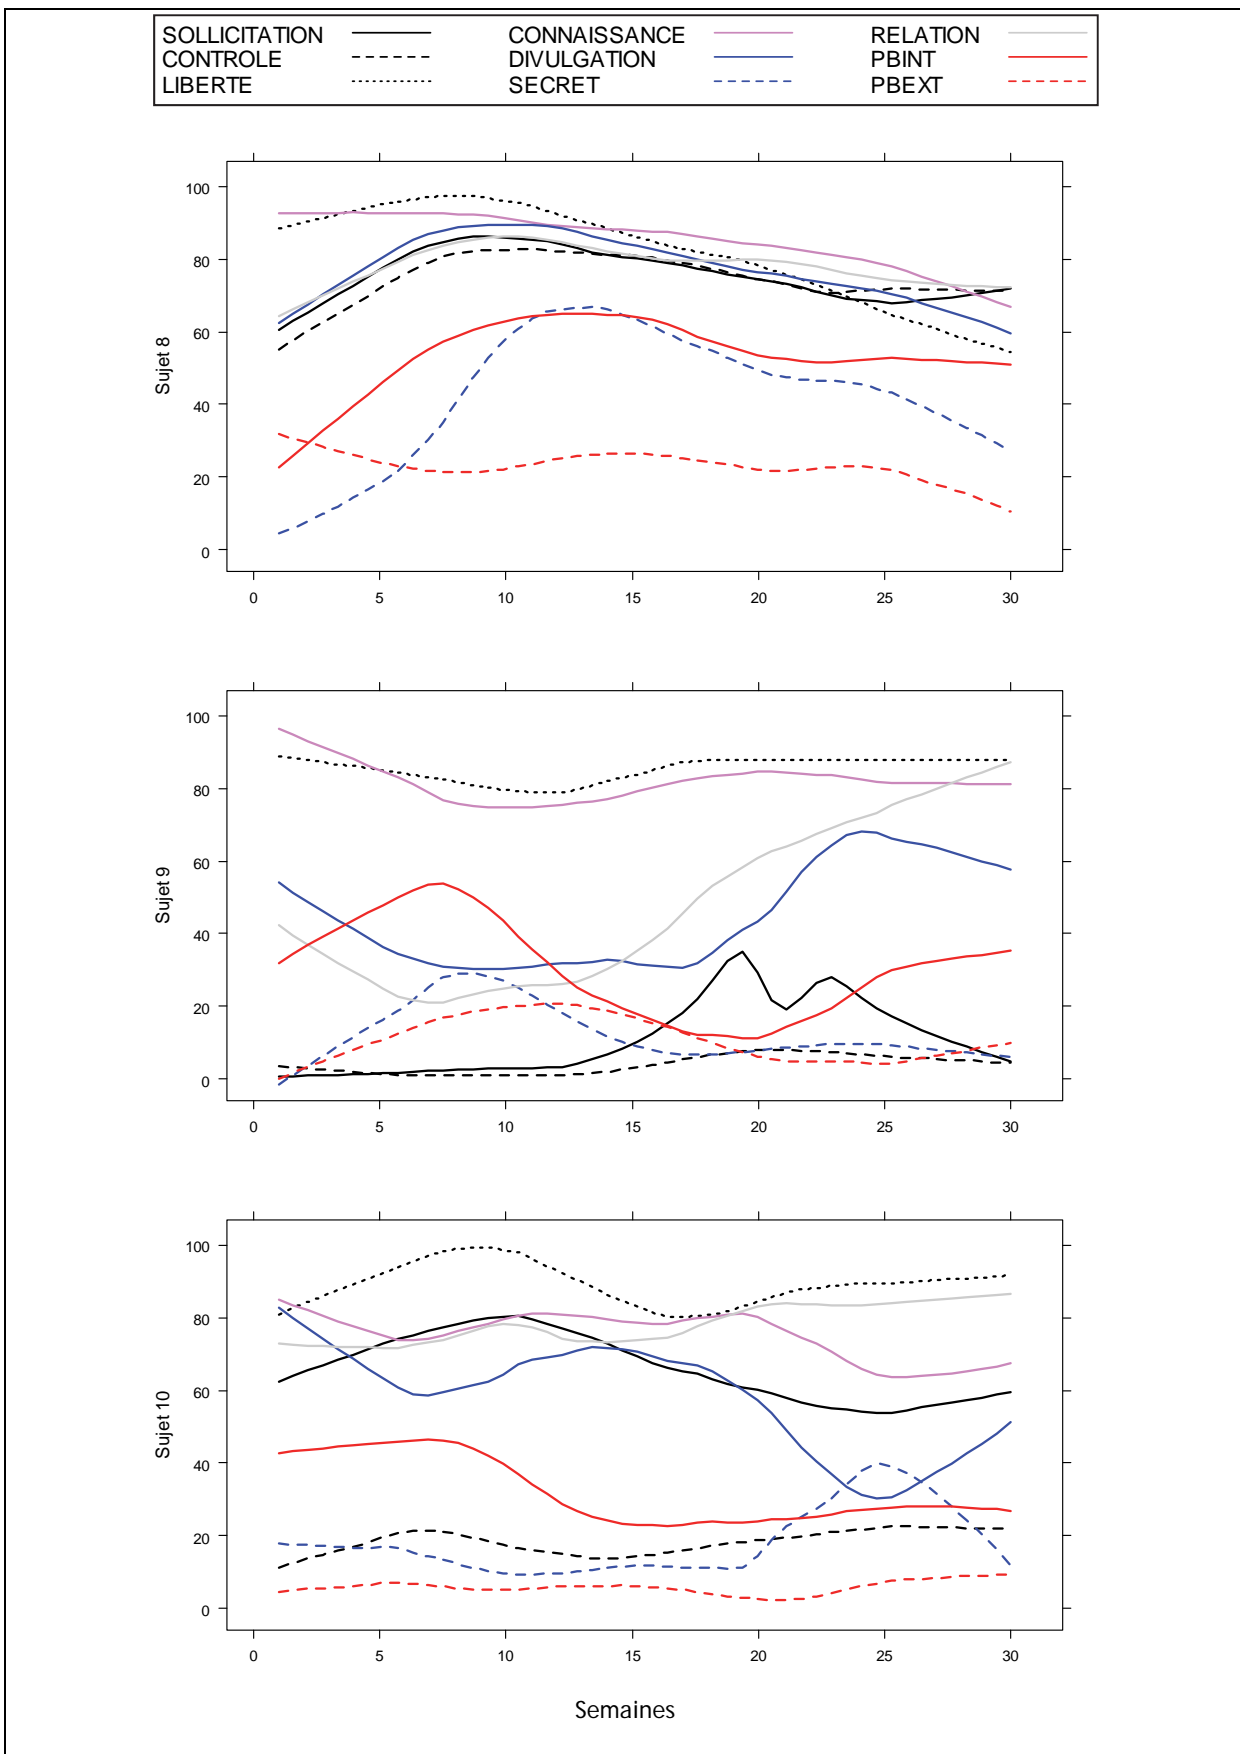 SOLLICITATION CONNAISSANCE RELATION
CONTROLE DIVULGATION PBINT
LIBERTE SECRET PBEXT
100
80
60
40
20
0
Sujet 8
0 5 10 15 20 25 30
100
80
60
40
20
0
Sujet 9
0 5 10 15 20 25 30
100
80
60
40
20
0
Sujet 10
0 5 10 15 20 25 30
Semaines